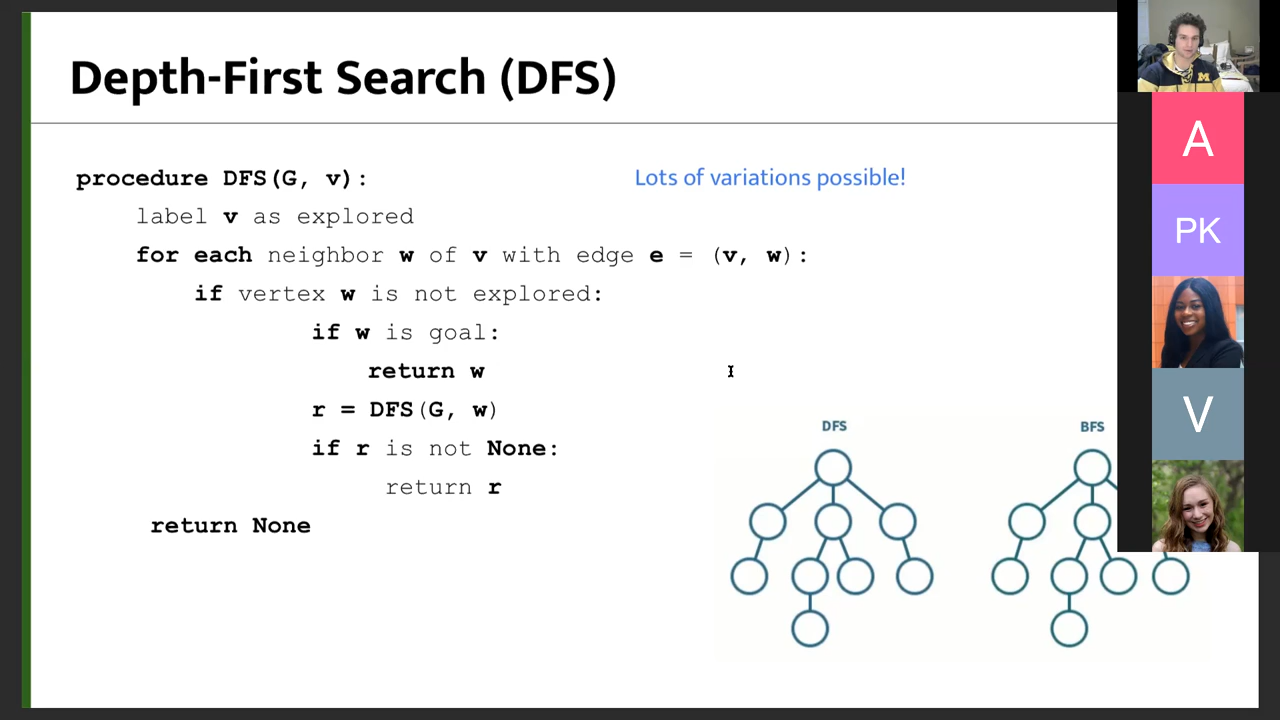 Depth-First Search (DFS)
procedure DFS(G, v):
Lots of variations possible!
label v as explored
for each neighbor w of v with edge e = (v, w):
if vertex w is not explored:
if w is goal:
return w
r = DFS(G, w)
if r is not None:
return r
return None
DFS
BFS
M
A
PK
V